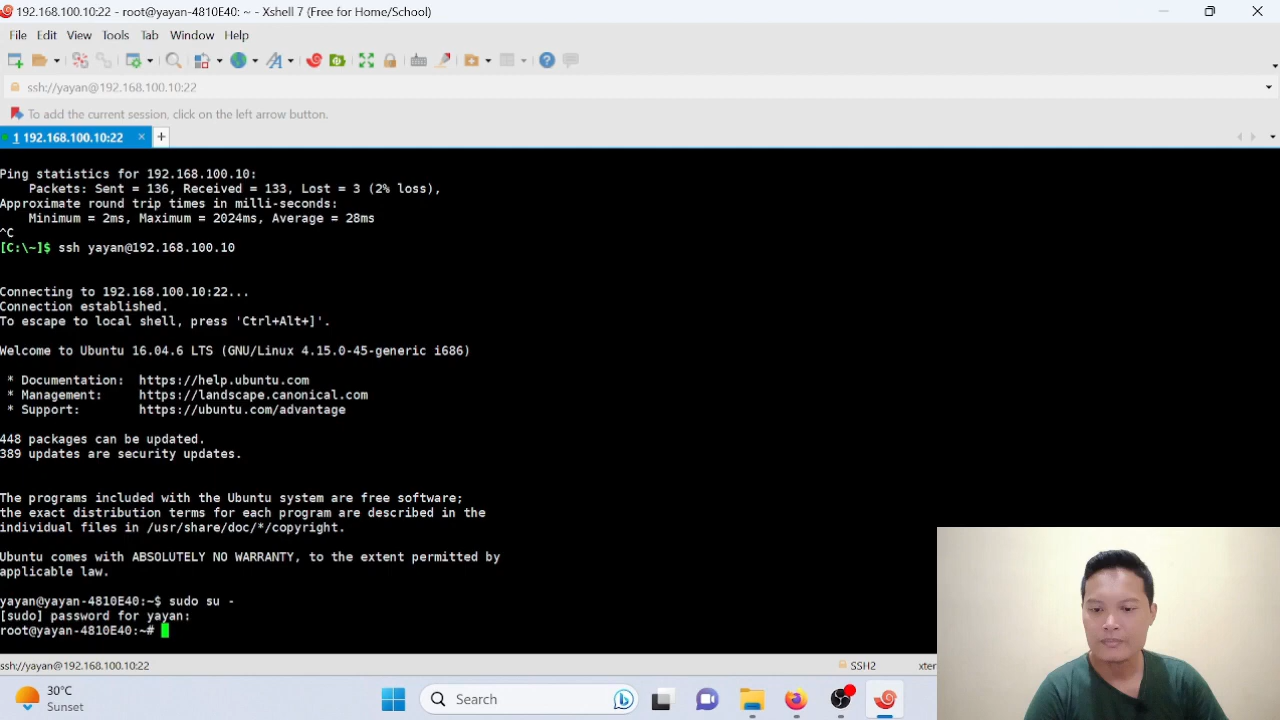 192.168.100.10:22 - root@yayan-4810E40: ~ - Xshell 7 (Free for Home/School)
File Edit View Tools Tab Window Help
ssh://yayan@192.168.100.10:22
To add the current session, click on the left arrow button.
1 192.168.100.10:22 × +
Ping statistics for 192.168.100.10:
Packets: Sent = 136, Received = 133, Lost = 3 (2% loss),
Approximate round trip times in milli-seconds:
Minimum = 2ms, Maximum = 2024ms, Average = 28ms
^C
[C:\~]$ ssh yayan@192.168.100.10
Connecting to 192.168.100.10:22...
Connection established.
To escape to local shell, press 'Ctrl+Alt+]'.
Welcome to Ubuntu 16.04.6 LTS (GNU/Linux 4.15.0-45-generic i686)
* Documentation: https://help.ubuntu.com
* Management: https://landscape.canonical.com
* Support: https://ubuntu.com/advantage
448 packages can be updated.
389 updates are security updates.
The programs included with the Ubuntu system are free software;
the exact distribution terms for each program are described in the
individual files in /usr/share/doc/*/copyright.
Ubuntu comes with ABSOLUTELY NO WARRANTY, to the extent permitted by
applicable law.
yayan@yayan-4810E40:~$ sudo su -
[sudo] password for yayan:
root@yayan-4810E40:~#
ssh://yayan@192.168.100.10:22 SSH2 xter
30°C
Sunset
Search